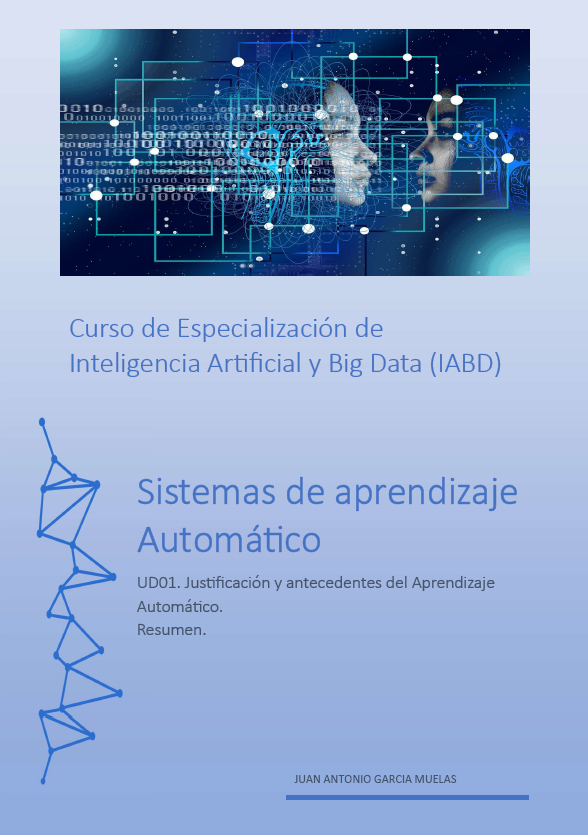 Curso de Especialización de
Inteligencia Artificial y Big Data (IABD)
Sistemas de aprendizaje
Automático
UD01. Justificación y antecedentes del Aprendizaje
Automático.
Resumen.
JUAN ANTONIO GARCIA MUELAS